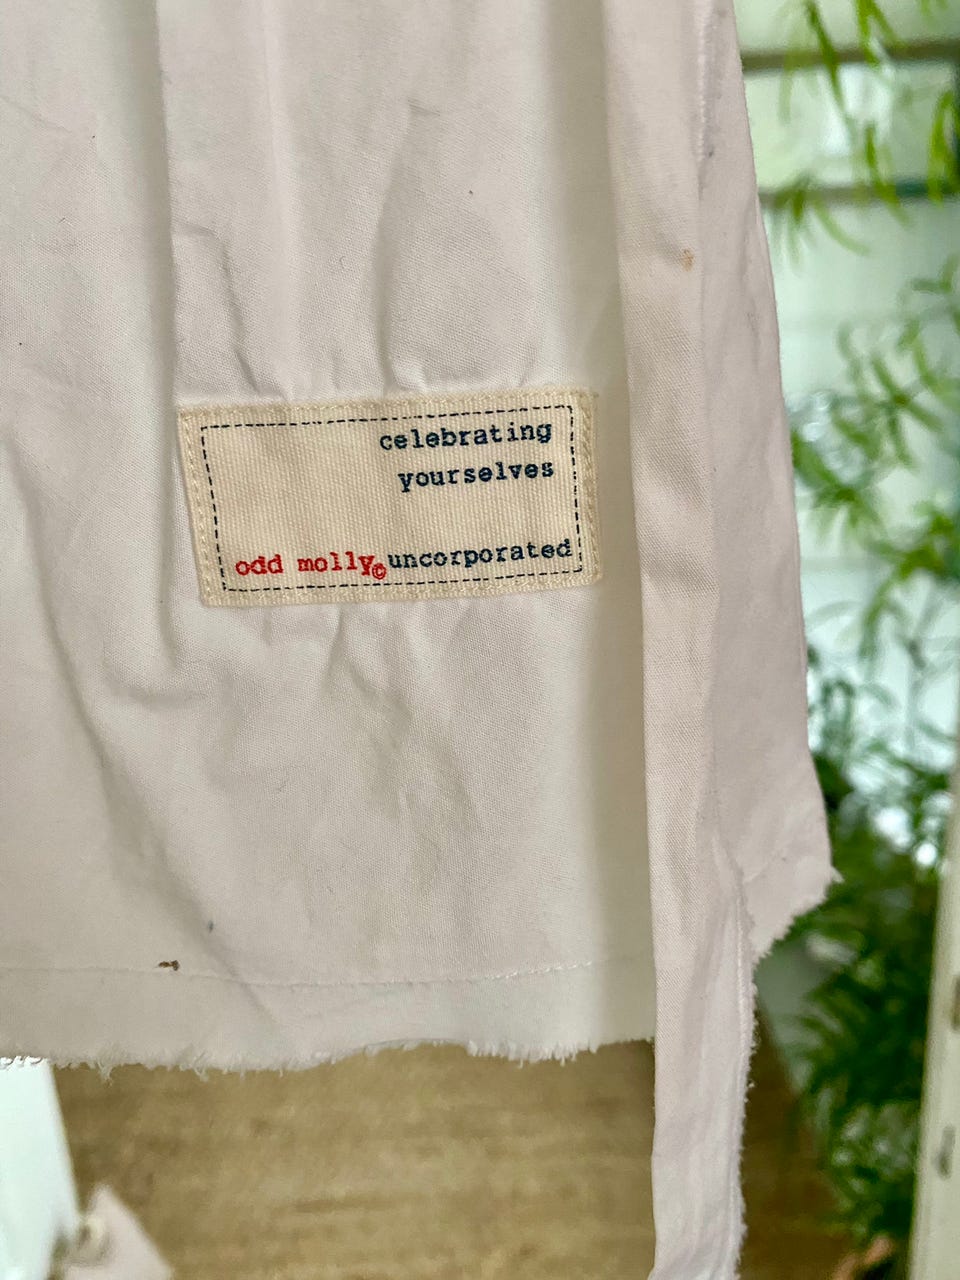 celebrating
yourselves
odd molly© uncorporated